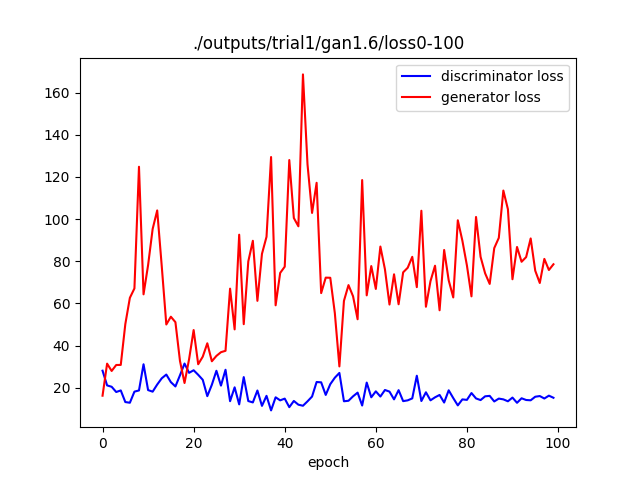 ./outputs/trial1/gan1.6/loss0-100
discriminator loss
generator loss
160
140
120
100
80
60
40
20
0 20 40 60 80 100
epoch